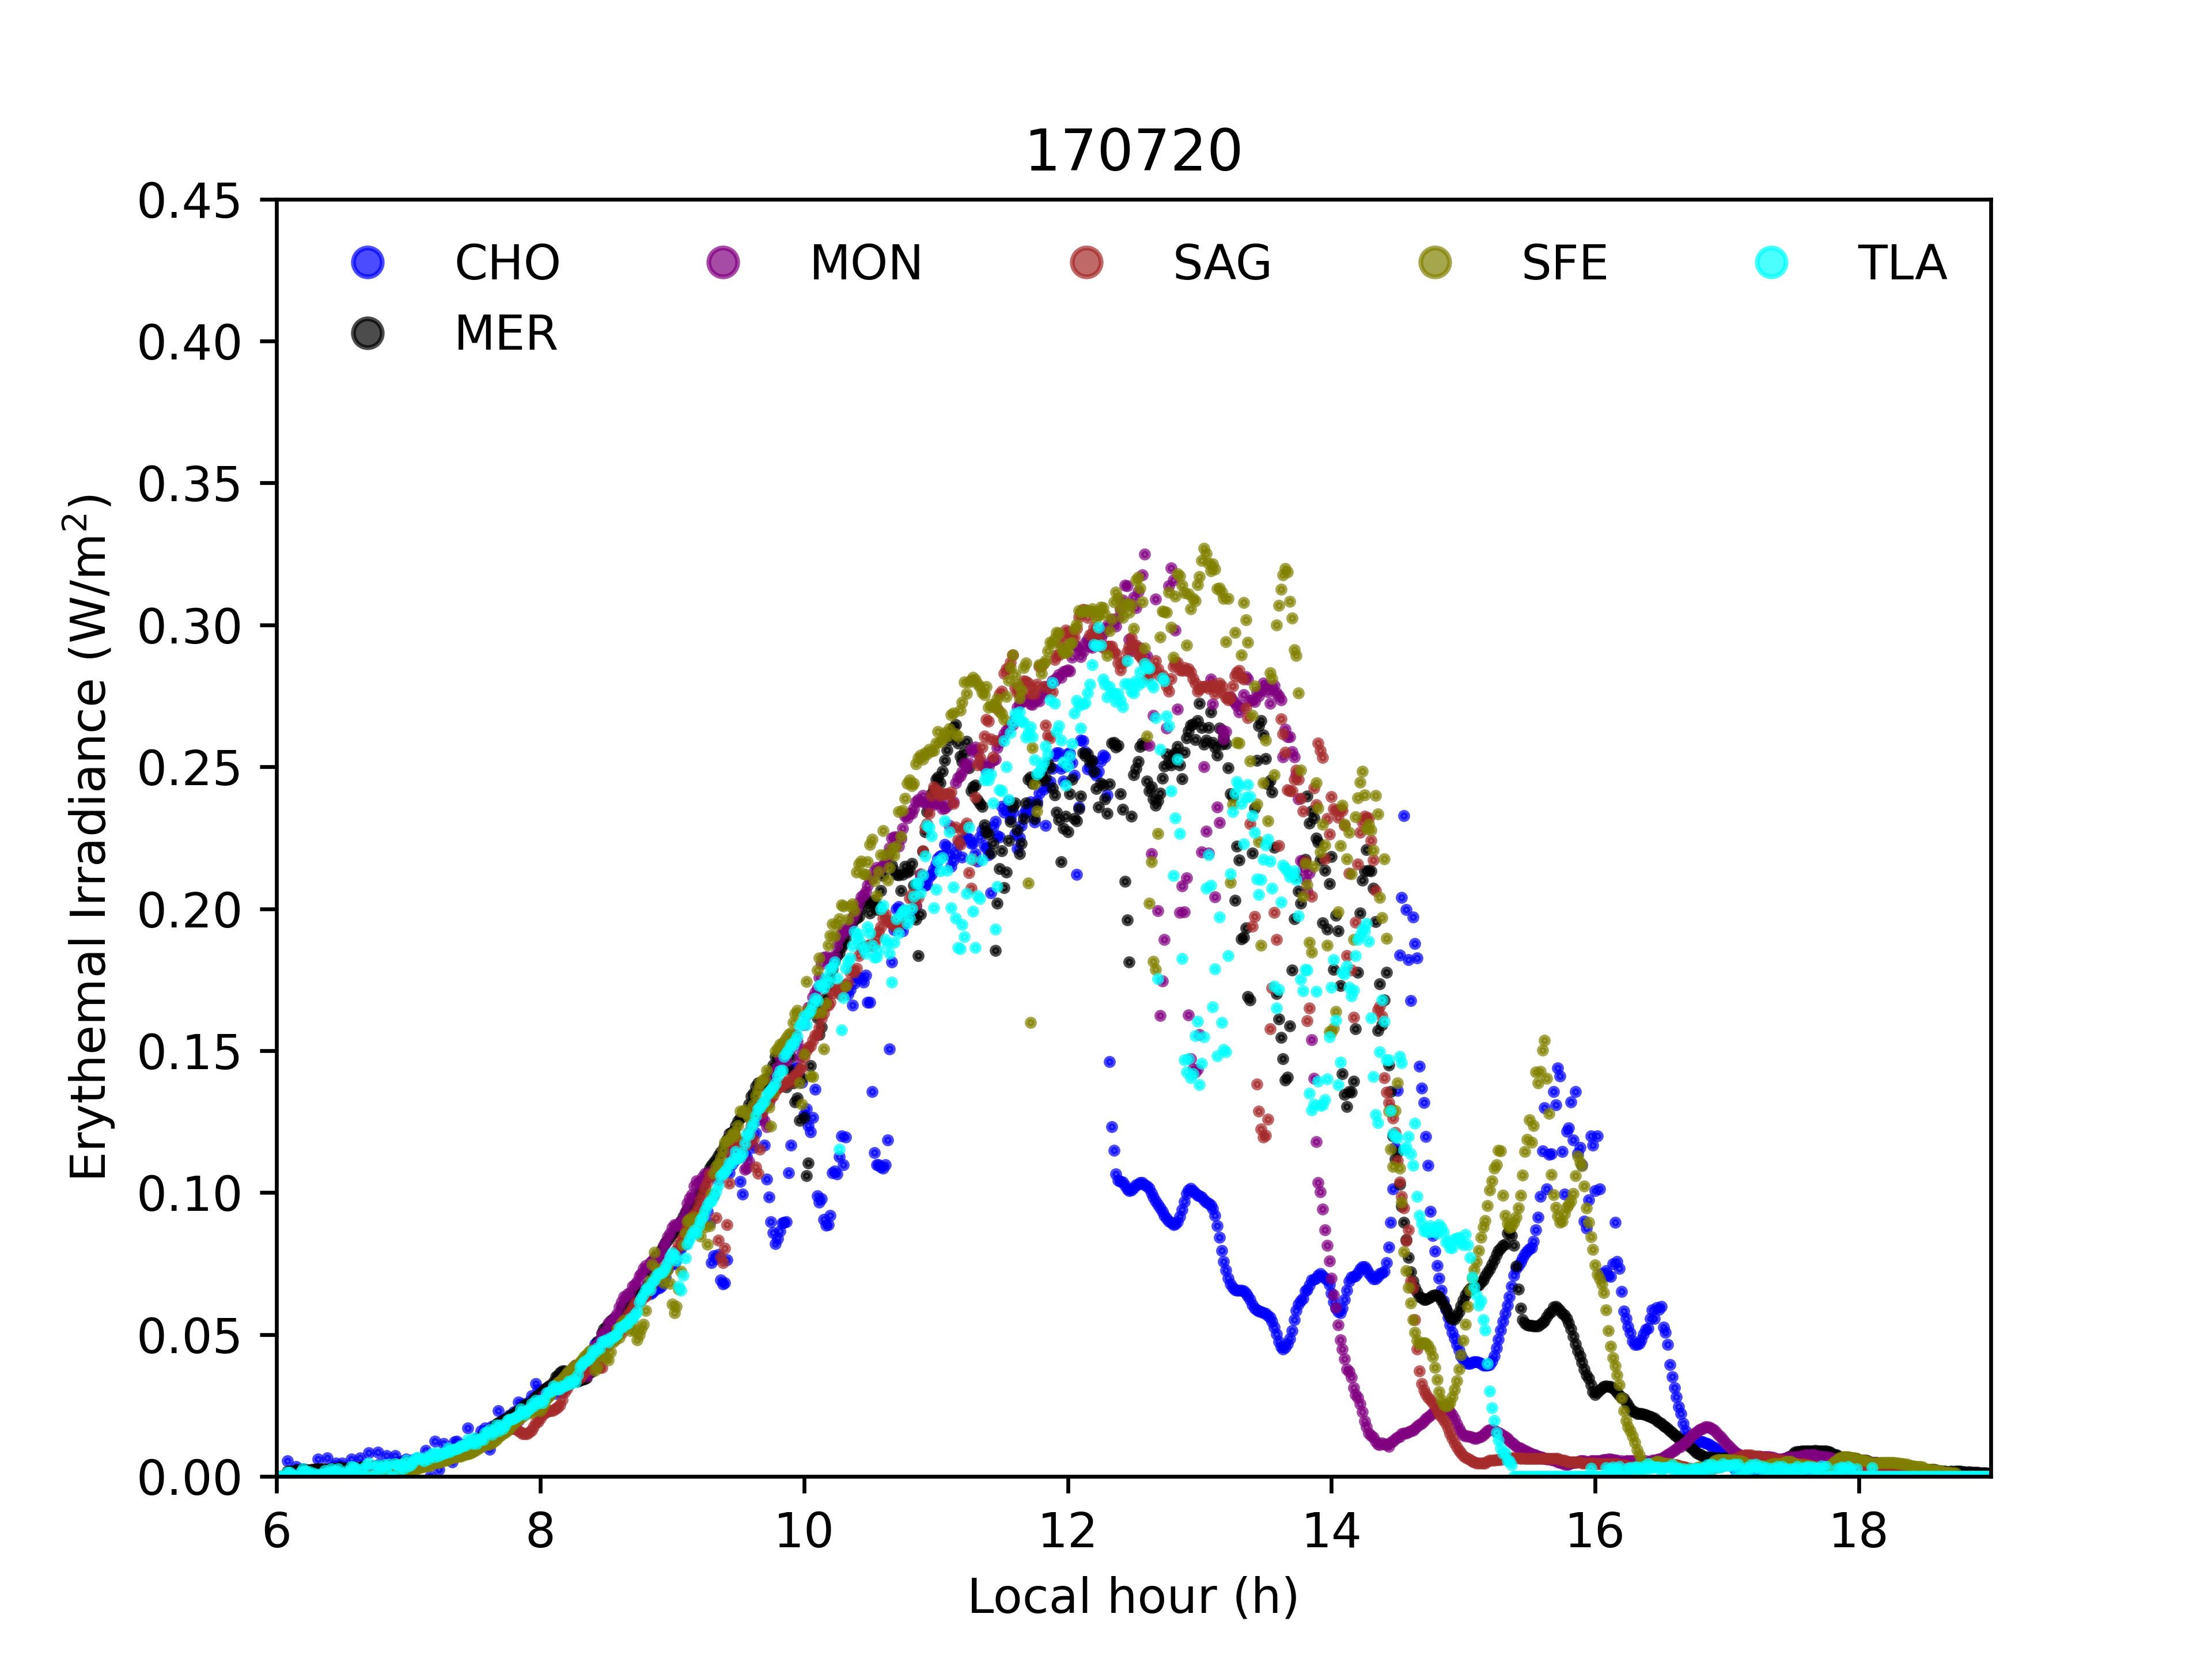 170720
0.45
0.40
0.35
0.30
0.25
0.20
0.15
0.10
0.05
0.00
Erythemal Irradiance (W/m²)
CHO MON SAG SFE TLA
MER
6 8 10 12 14 16 18
Local hour (h)